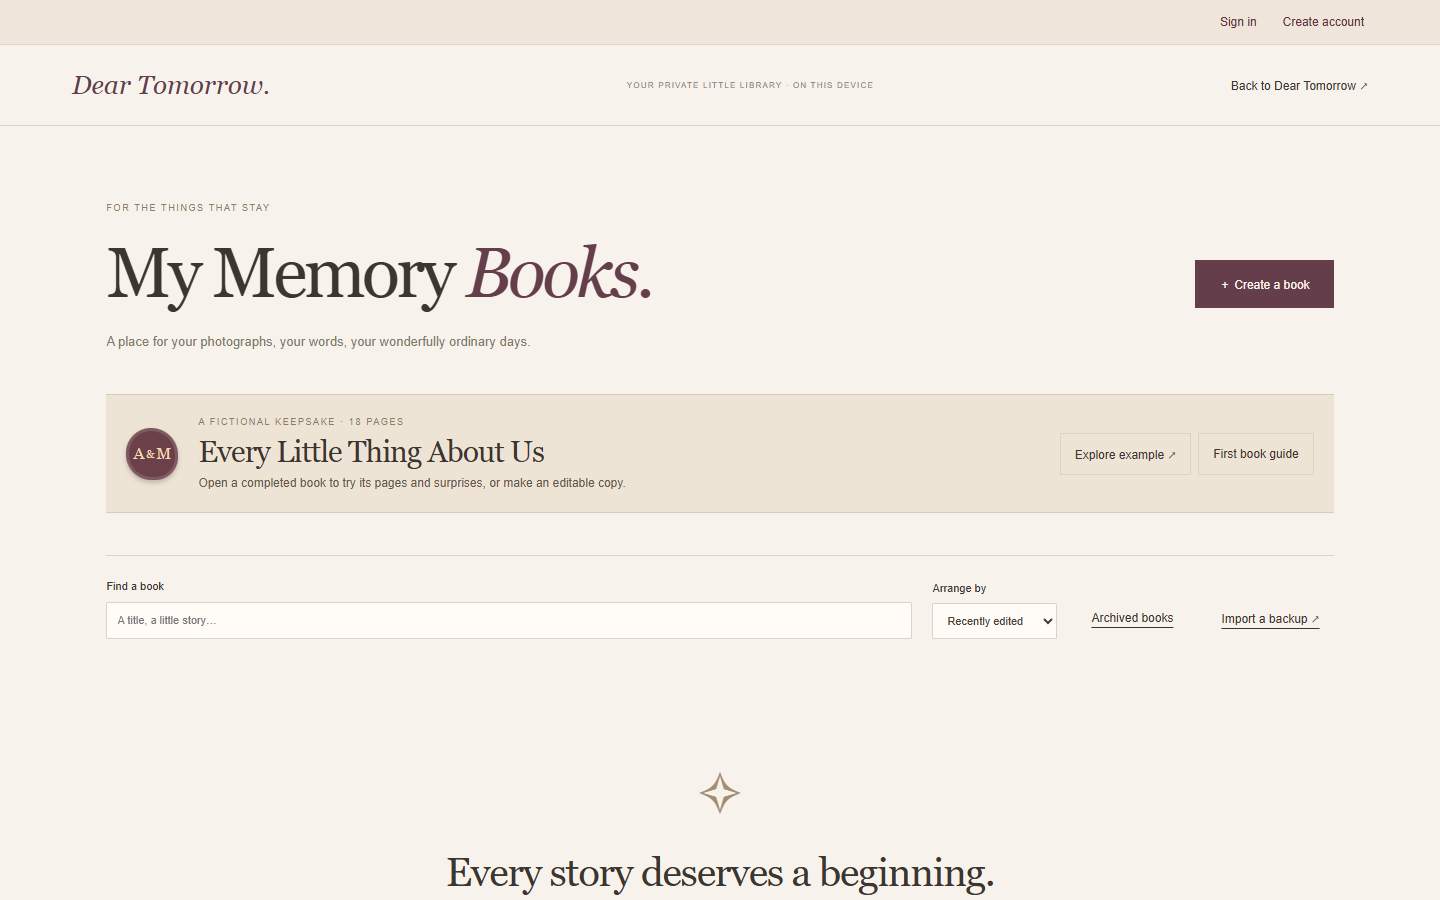 Sign in
Create account
Dear Tomorrow.
YOUR PRIVATE LITTLE LIBRARY · ON THIS DEVICE
Back to Dear Tomorrow ↗
FOR THE THINGS THAT STAY
My Memory Books.
+ Create a book
A place for your photographs, your words, your wonderfully ordinary days.
A FICTIONAL KEEPSAKE · 18 PAGES
A&M
Every Little Thing About Us
Open a completed book to try its pages and surprises, or make an editable copy.
Explore example ↗
First book guide
Find a book
A title, a little story…
Arrange by
Recently edited
Archived books
Import a backup ↗
Every story deserves a beginning.